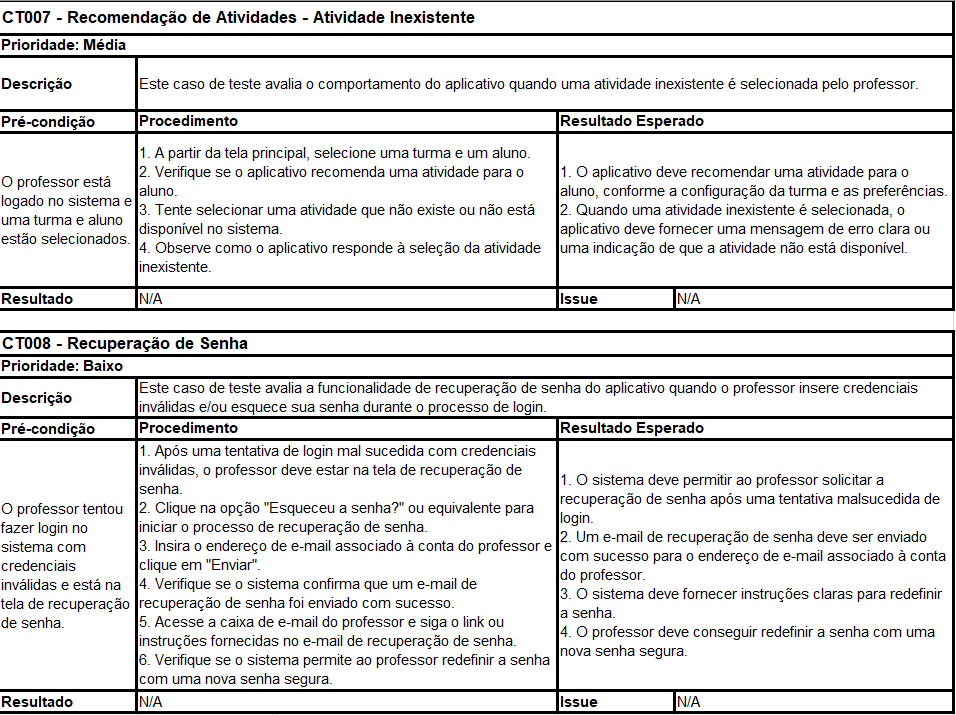 CT007 - Recomendação de Atividades - Atividade Inexistente
Prioridade: Média
Descrição
Este caso de teste avalia o comportamento do aplicativo quando uma atividade inexistente é selecionada pelo professor.
Pré-condição
Procedimento
Resultado Esperado
O professor está
logado no sistema e
uma turma e aluno
estão selecionados.
1. A partir da tela principal, selecione uma turma e um aluno.
2. Verifique se o aplicativo recomenda uma atividade para o
aluno.
3. Tente selecionar uma atividade que não existe ou não está
disponível no sistema.
4. Observe como o aplicativo responde à seleção da atividade
inexistente.
1. O aplicativo deve recomendar uma atividade para o
aluno, conforme a configuração da turma e as preferências.
2. Quando uma atividade inexistente é selecionada, o
aplicativo deve fornecer uma mensagem de erro clara ou
uma indicação de que a atividade não está disponível.
Resultado
N/A
Issue
N/A
CT008 - Recuperação de Senha
Prioridade: Baixo
Descrição
Este caso de teste avalia a funcionalidade de recuperação de senha do aplicativo quando o professor insere credenciais
inválidas e/ou esquece sua senha durante o processo de login.
Pré-condição
Procedimento
Resultado Esperado
O professor tentou
fazer login no
sistema com
credenciais
inválidas e está na
tela de recuperação
de senha.
1. Após uma tentativa de login mal sucedida com credenciais
inválidas, o professor deve estar na tela de recuperação de
senha.
2. Clique na opção "Esqueceu a senha?" ou equivalente para
iniciar o processo de recuperação de senha.
3. Insira o endereço de e-mail associado à conta do professor e
clique em "Enviar".
4. Verifique se o sistema confirma que um e-mail de
recuperação de senha foi enviado com sucesso.
5. Acesse a caixa de e-mail do professor e siga o link ou
instruções fornecidas no e-mail de recuperação de senha.
6. Verifique se o sistema permite ao professor redefinir a senha
com uma nova senha segura.
1. O sistema deve permitir ao professor solicitar a
recuperação de senha após uma tentativa malsucedida de
login.
2. Um e-mail de recuperação de senha deve ser enviado
com sucesso para o endereço de e-mail associado à conta
do professor.
3. O sistema deve fornecer instruções claras para redefinir
a senha.
4. O professor deve conseguir redefinir a senha com uma
nova senha segura.
Resultado
N/A
Issue
N/A